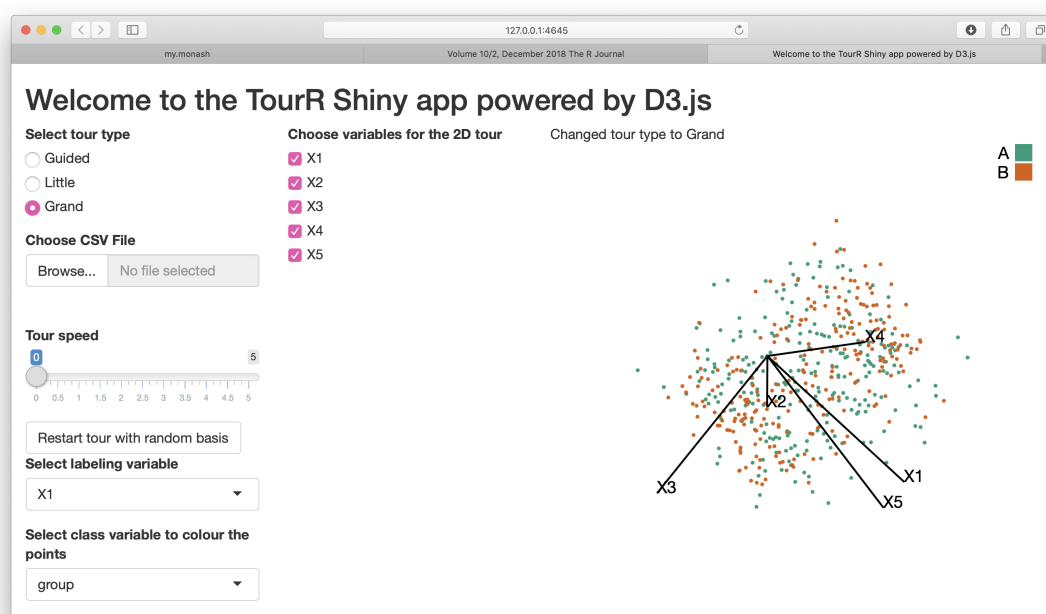 127.0.0.1:4645
my.monash
Volume 10/2, December 2018 The R Journal
Welcome to the TourR Shiny app powered by D3.js
Welcome to the TourR Shiny app powered by D3.js
Select tour type
Guided
Little
Grand
Choose CSV File
Browse... No file selected
Tour speed
0 5
0 0.5 1 1.5 2 2.5 3 3.5 4 4.5 5
Restart tour with random basis
Select labeling variable
X1
Select class variable to colour the
points
group
Choose variables for the 2D tour
X1
X2
X3
X4
X5
Changed tour type to Grand
A
B
X4
X2
X3
X1
X5